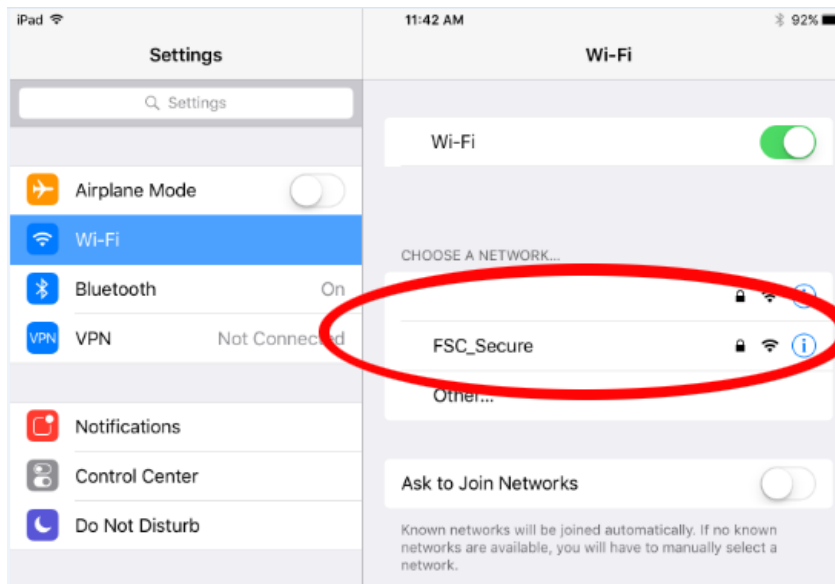 iPad 11:42 AM 92%
Settings
Settings
Airplane Mode
Wi-Fi
Bluetooth On
VPN VPN Not Connected
Notifications
Control Center
Do Not Disturb
Wi-Fi
Wi-Fi
CHOOSE A NETWORK...
FSC_Secure
Other...
Ask to Join Networks
Known networks will be joined automatically. If no known
networks are available, you will have to manually select a
network.